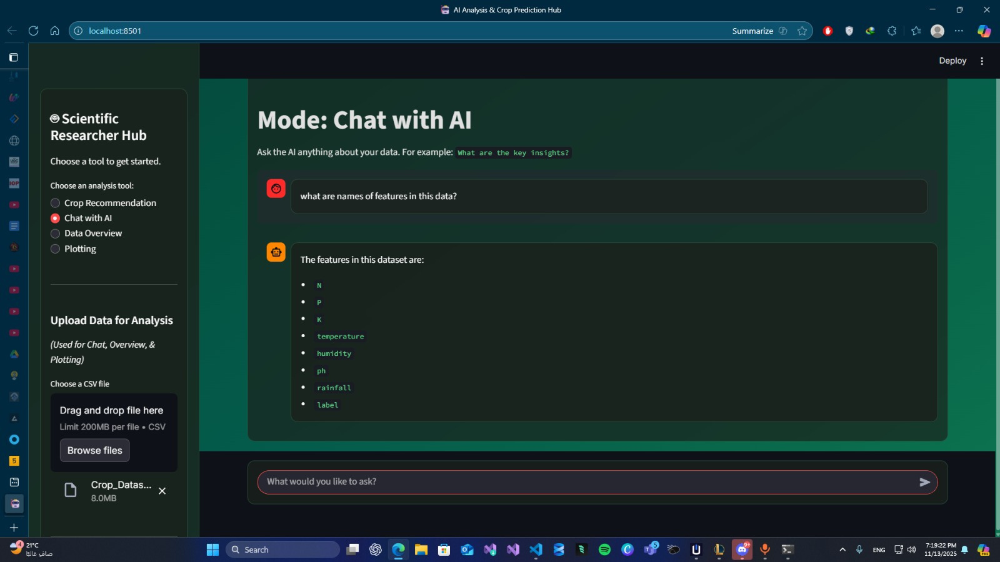 AI Analysis & Crop Prediction Hub
localhost:8501
Summarize
Deploy
Scientific
Researcher Hub
Choose a tool to get started.
Choose an analysis tool:
Crop Recommendation
Chat with AI
Data Overview
Plotting
Upload Data for Analysis
(Used for Chat, Overview, &
Plotting)
Choose a CSV file
Drag and drop file here
Limit 200MB per file • CSV
Browse files
Crop_Datas...
8.0MB
Mode: Chat with AI
Ask the AI anything about your data. For example: What are the key insights?
what are names of features in this data?
The features in this dataset are:
• N
• P
• K
• temperature
• humidity
• ph
• rainfall
• label
What would you like to ask?
4
21°C
صافٍ غالبًا
Search
5
9+
ENG
7:19:22 PM
11/13/2025